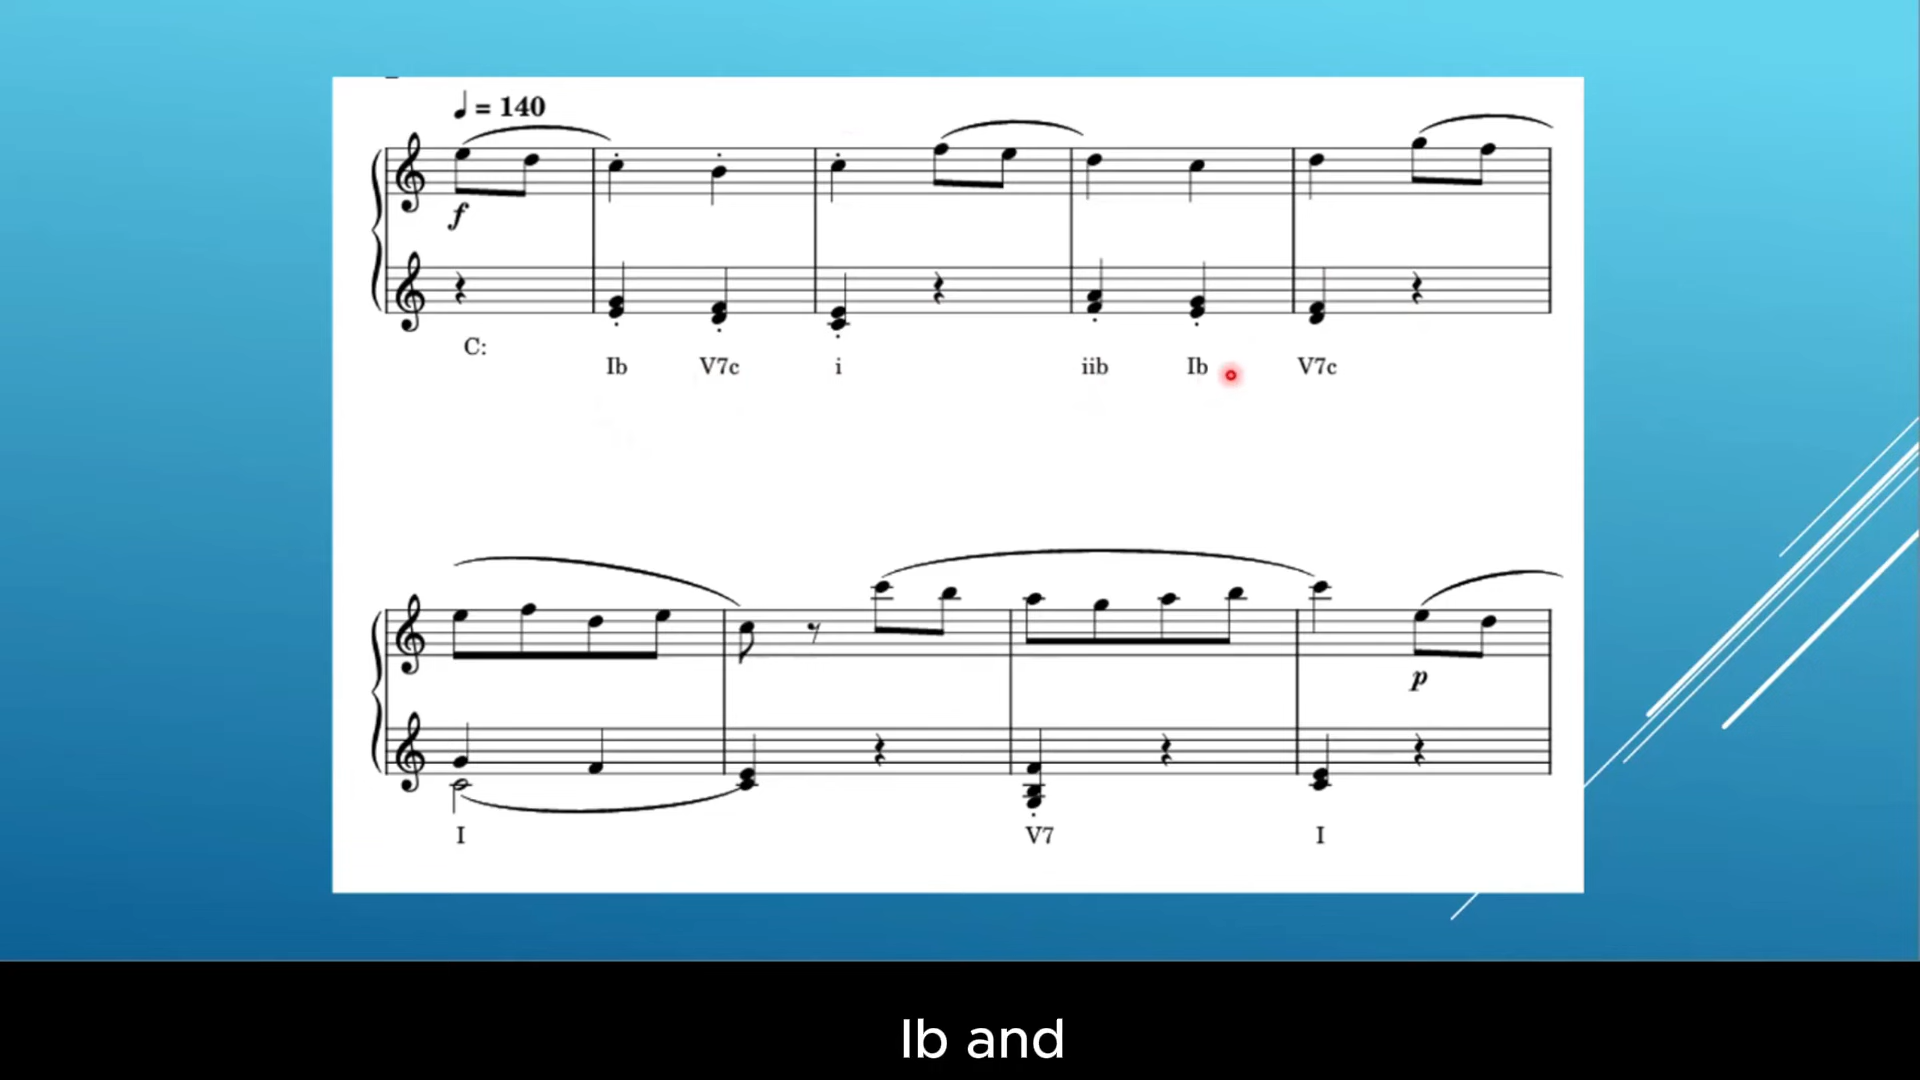 ♩ = 140
f
C:
Ib V7c i iib Ib V7c
p
I V7 I
Ib and